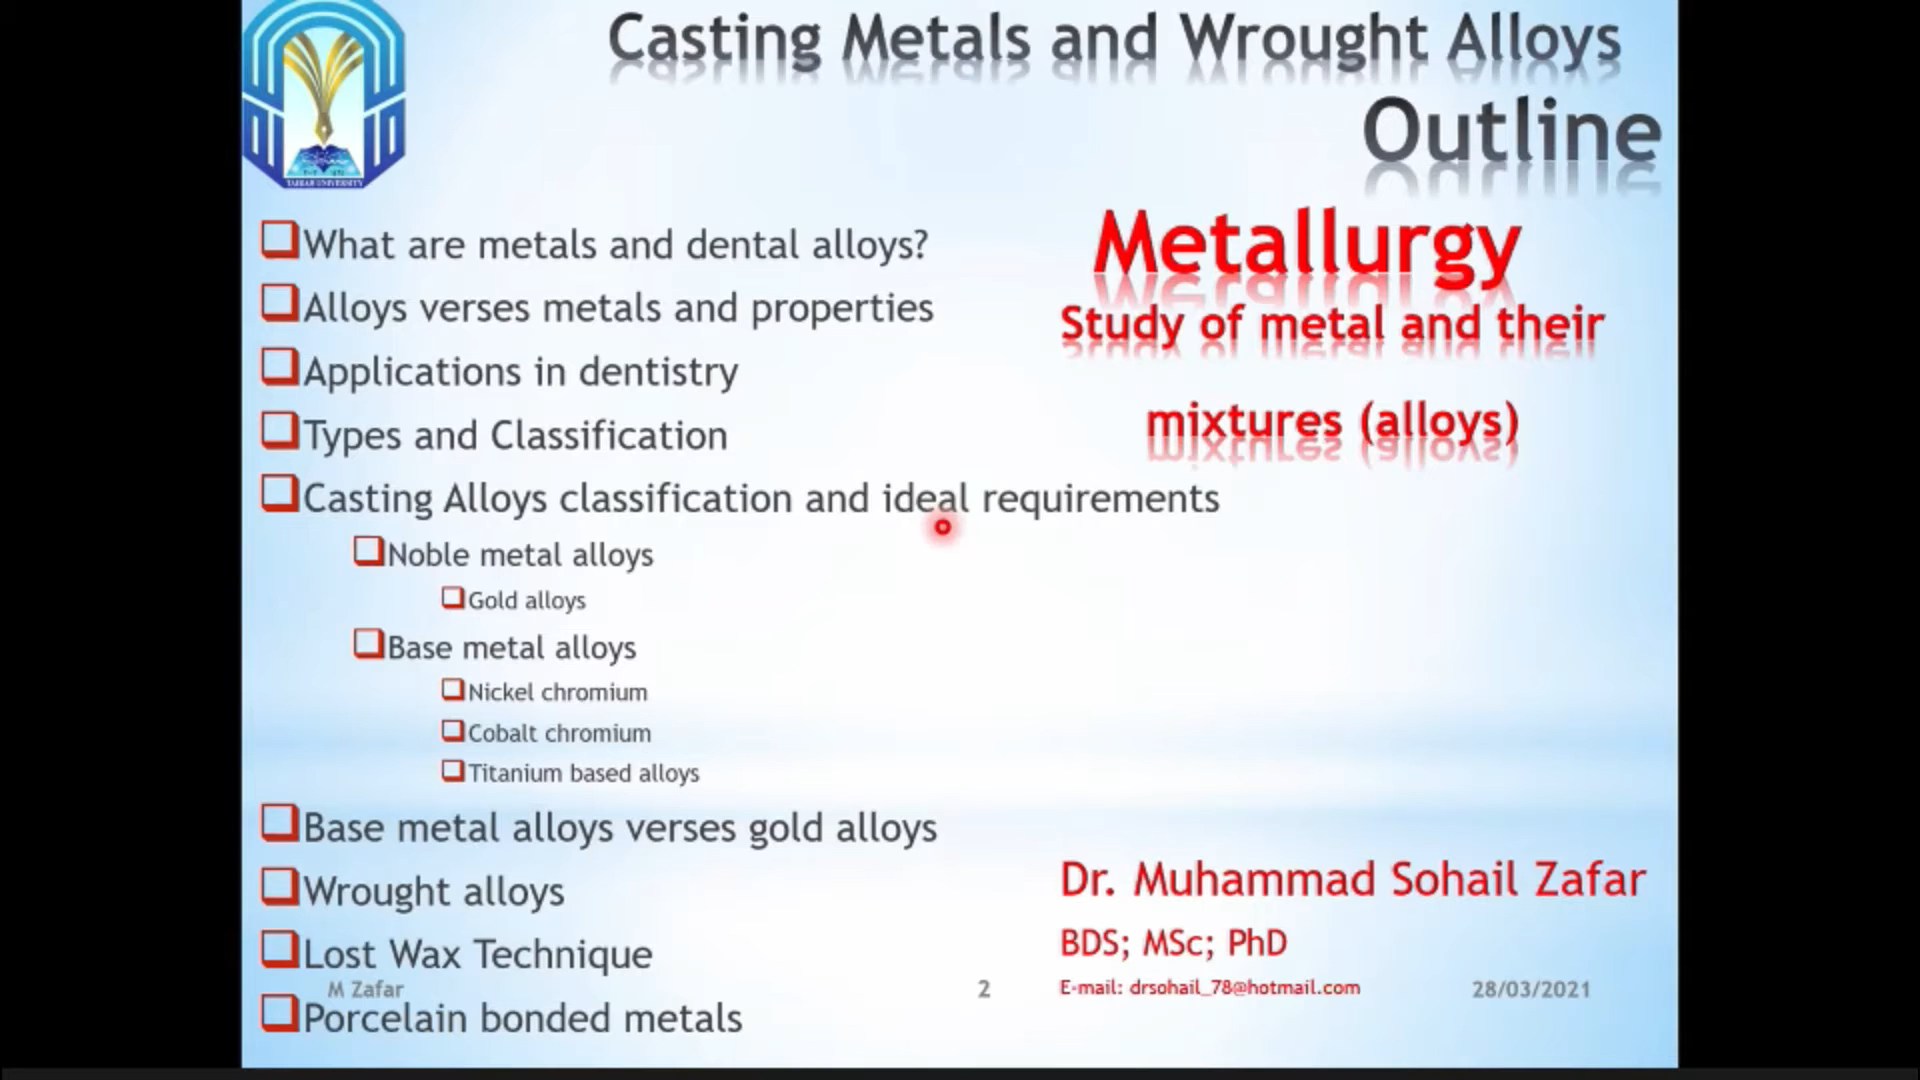 Casting Metals and Wrought Alloys
Outline
TAIBAH UNIVERSITY
What are metals and dental alloys?
Alloys verses metals and properties
Applications in dentistry
Types and Classification
Casting Alloys classification and ideal requirements
Noble metal alloys
Gold alloys
Base metal alloys
Nickel chromium
Cobalt chromium
Titanium based alloys
Base metal alloys verses gold alloys
Wrought alloys
Lost Wax Technique
Porcelain bonded metals
Metallurgy
Study of metal and their
mixtures (alloys)
Dr. Muhammad Sohail Zafar
BDS; MSc; PhD
E-mail: drsohail_78@hotmail.com
M Zafar
2
28/03/2021